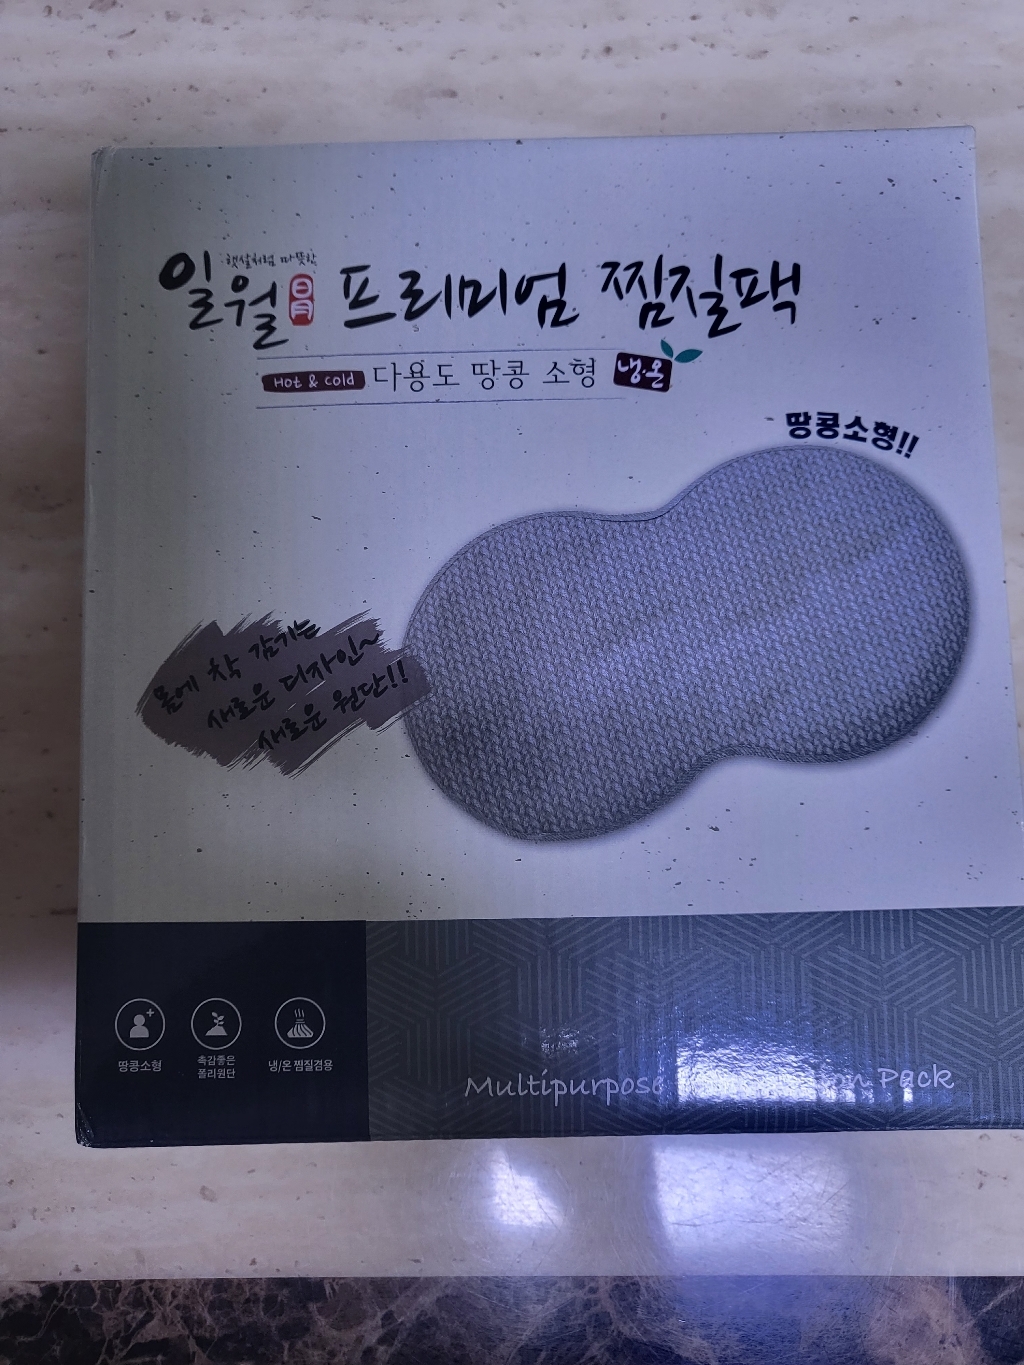 햇살처럼 따뜻한
일월 日月 프리미엄 찜질팩
Hot & Cold 다용도 땅콩 소형 냉·온
땅콩소형!!
몸에 착 감기는
새로운 디자인~
새로운 원단!!
땅콩소형
촉감좋은
폴리원단
냉/온 찜질겸용
Multipurpose Pack